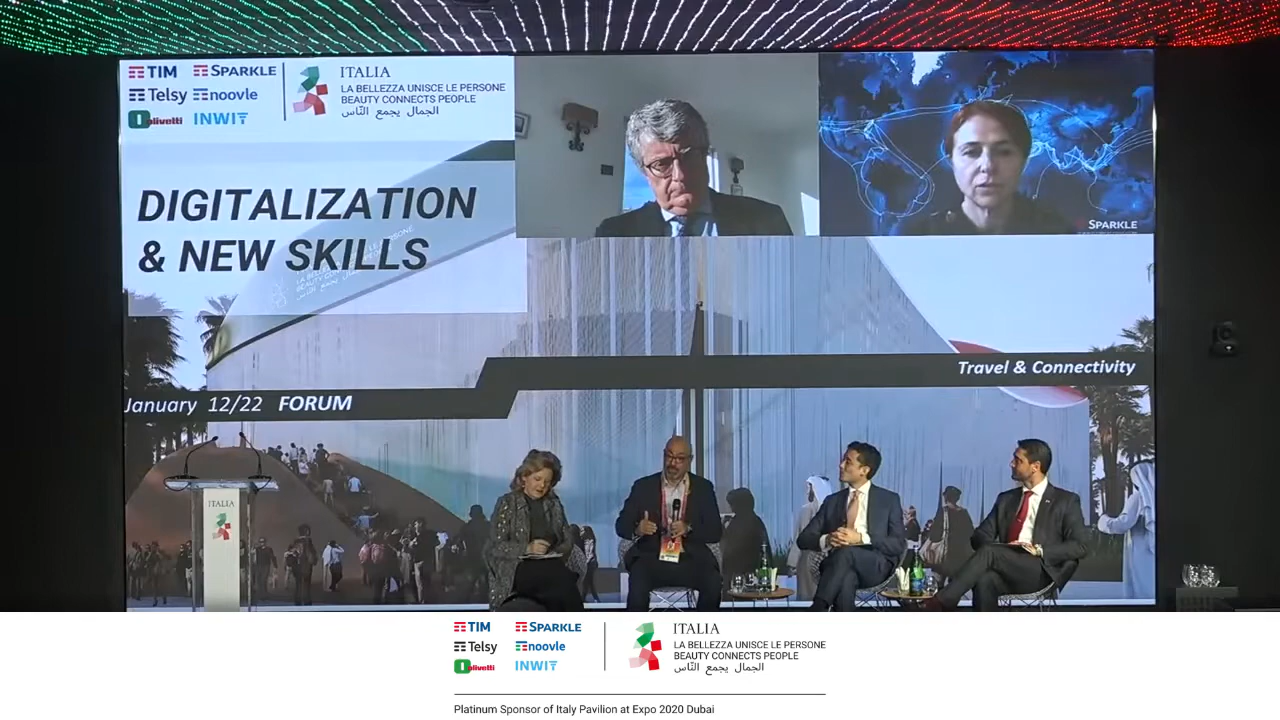 TIM SPARKLE
Telsy noovle
Olivetti INWIT
ITALIA
LA BELLEZZA UNISCE LE PERSONE
BEAUTY CONNECTS PEOPLE
الجمال يجمع النّاس
SPARKLE
DIGITALIZATION
& NEW SKILLS
Travel & Connectivity
January 12/22 FORUM
ITALIA
TIM SPARKLE
Telsy noovle
Olivetti INWIT
ITALIA
LA BELLEZZA UNISCE LE PERSONE
BEAUTY CONNECTS PEOPLE
الجمال يجمع النّاس
Platinum Sponsor of Italy Pavilion at Expo 2020 Dubai